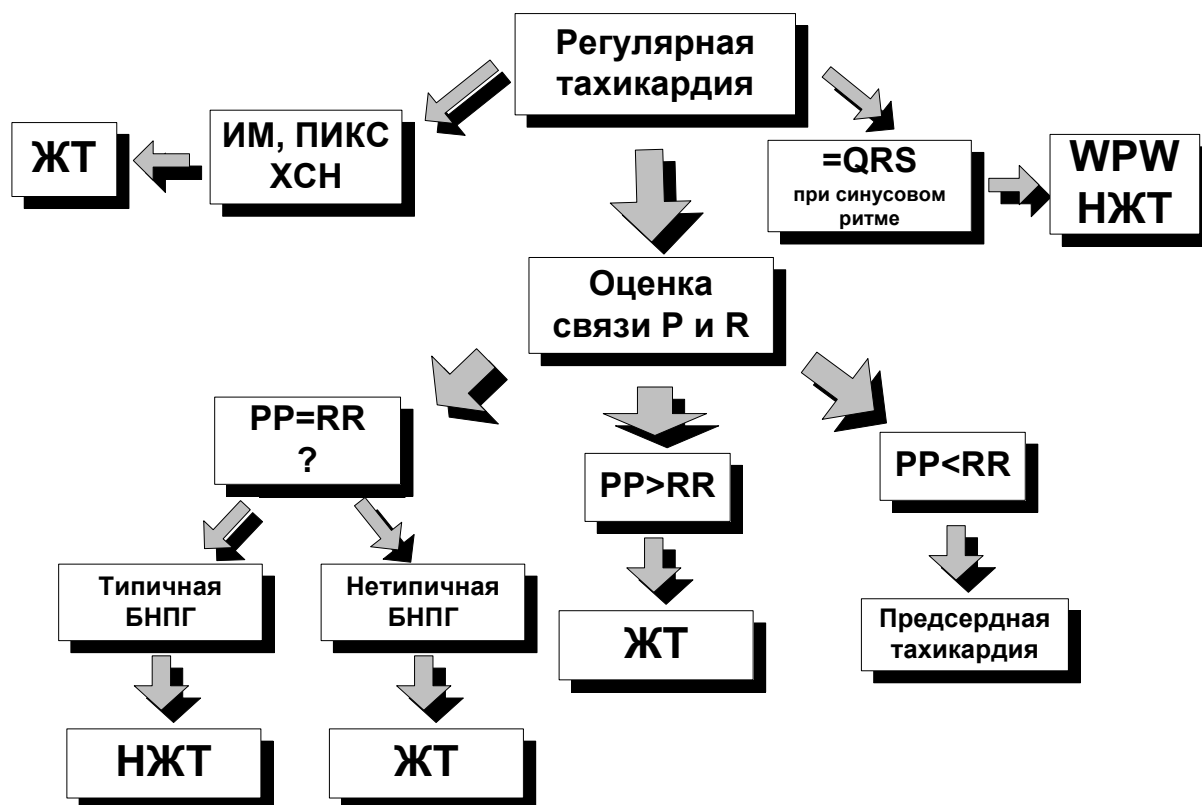 Регулярная
тахикардия
ИМ, ПИКС
ХСН
ЖТ
=QRS
при синусовом
ритме
WPW
НЖТ
Оценка
связи P и R
PP=RR
?
PP>RR
PP<RR
Типичная
БНПГ
Нетипичная
БНПГ
ЖТ
Предсердная
тахикардия
НЖТ
ЖТ